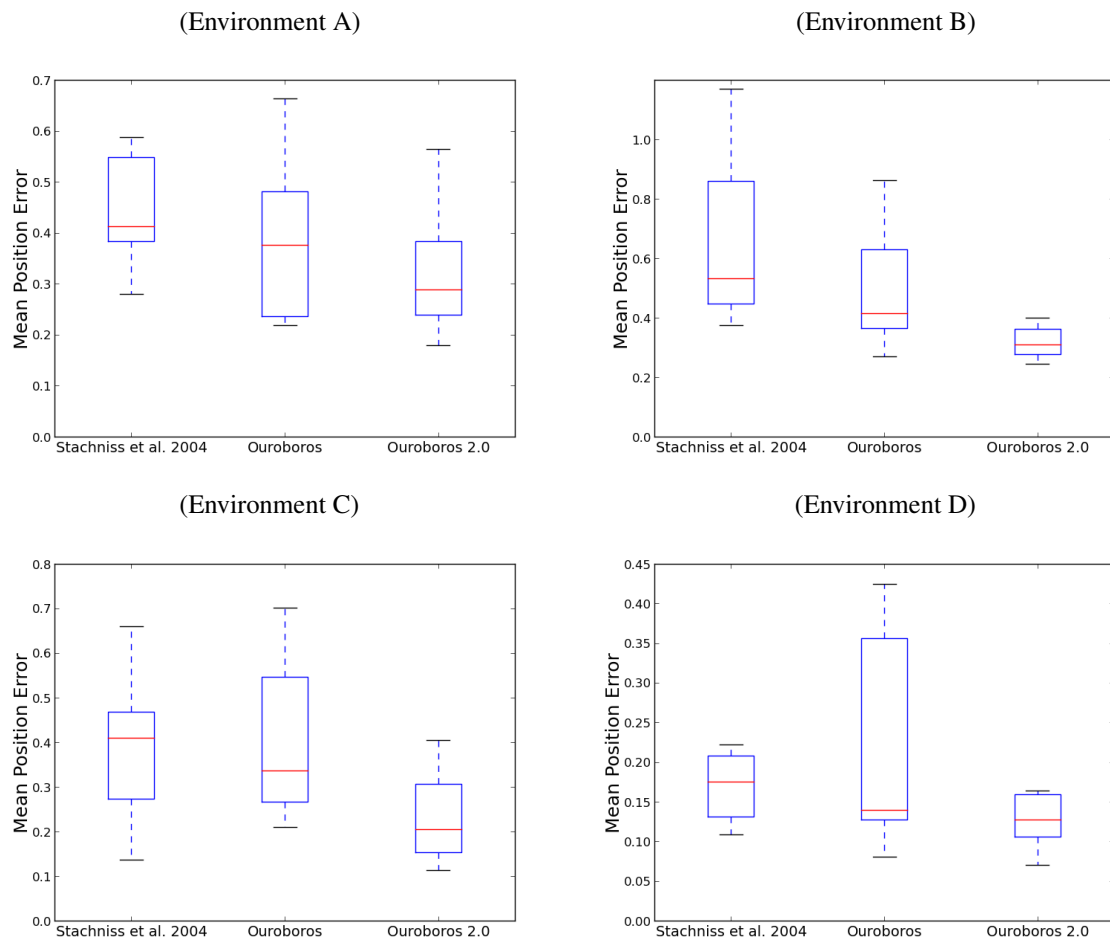 (Environment A)
Mean Position Error
0.7
0.6
0.5
0.4
0.3
0.2
0.1
0.0
Stachniss et al. 2004 Ouroboros Ouroboros 2.0
(Environment B)
Mean Position Error
1.0
0.8
0.6
0.4
0.2
Stachniss et al. 2004 Ouroboros Ouroboros 2.0
(Environment C)
Mean Position Error
0.8
0.7
0.6
0.5
0.4
0.3
0.2
0.1
0.0
Stachniss et al. 2004 Ouroboros Ouroboros 2.0
(Environment D)
Mean Position Error
0.45
0.40
0.35
0.30
0.25
0.20
0.15
0.10
0.05
0.00
Stachniss et al. 2004 Ouroboros Ouroboros 2.0